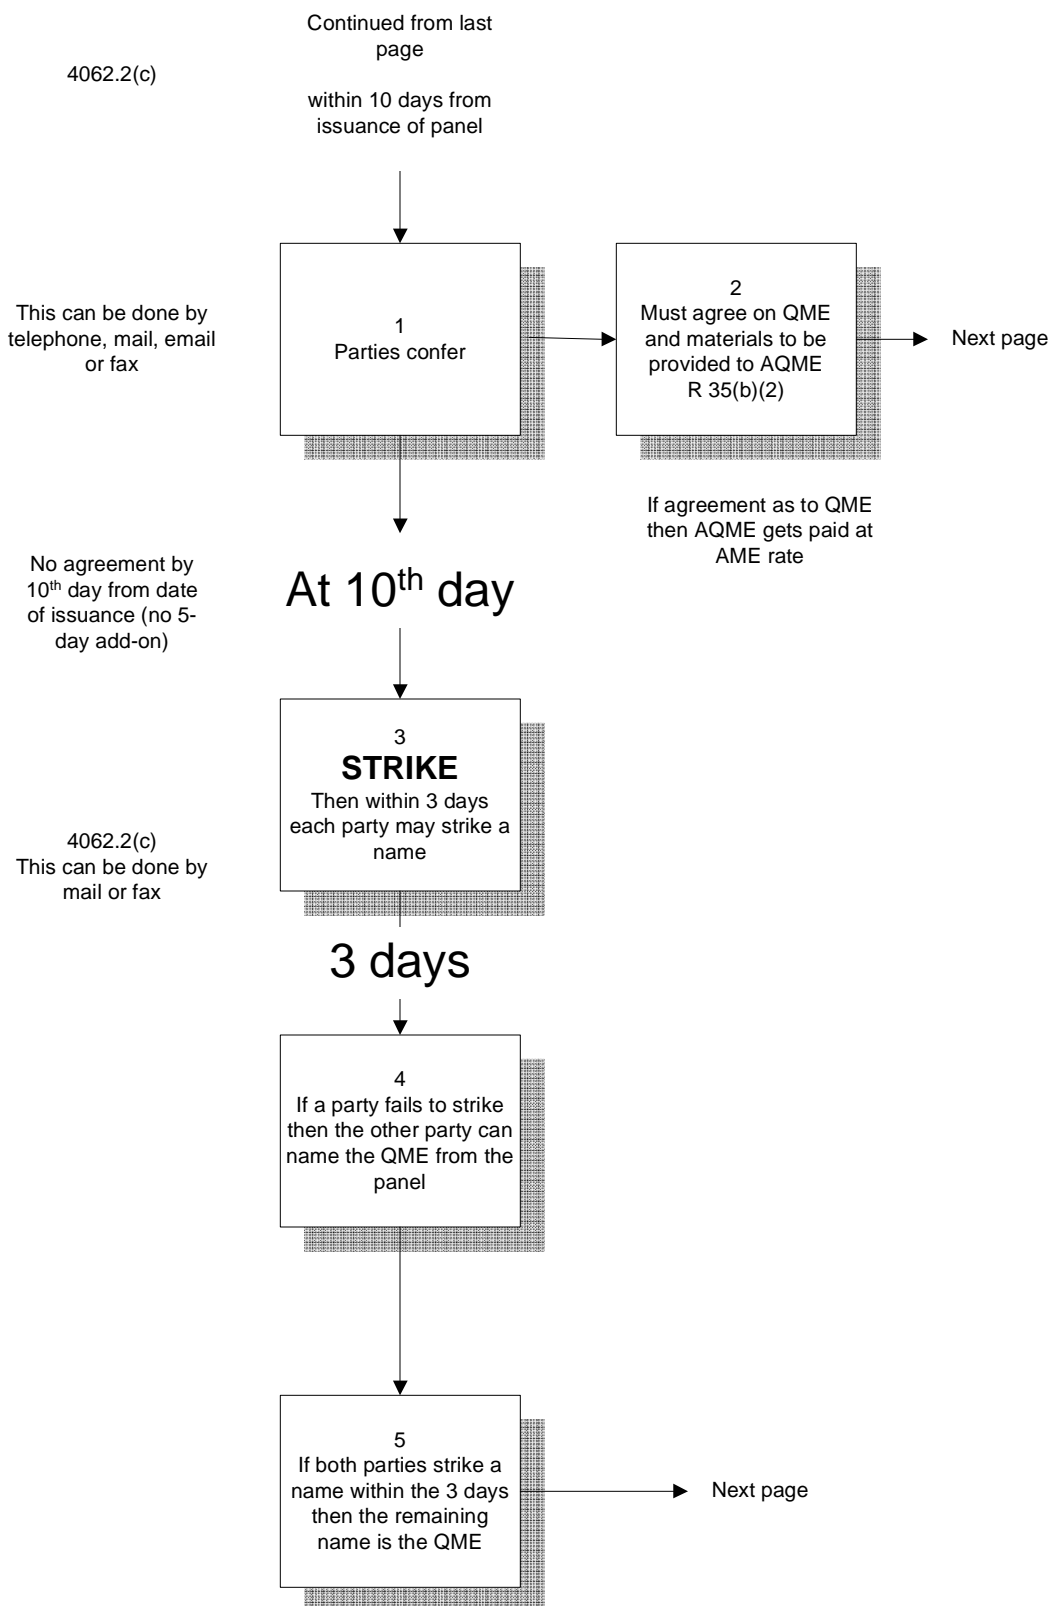 Continued from last
page
4062.2(c)
within 10 days from
issuance of panel
This can be done by
telephone, mail, email
or fax
1
Parties confer
2
Must agree on QME
and materials to be
provided to AQME
R 35(b)(2)
Next page
If agreement as to QME
then AQME gets paid at
AME rate
No agreement by
10th day from date
of issuance (no 5-
day add-on)
At 10th day
3
STRIKE
Then within 3 days
each party may strike a
name
4062.2(c)
This can be done by
mail or fax
3 days
4
If a party fails to strike
then the other party can
name the QME from the
panel
5
If both parties strike a
name within the 3 days
then the remaining
name is the QME
Next page